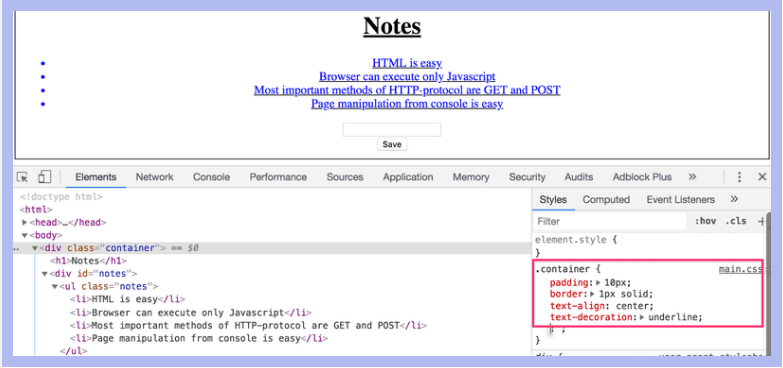 Notes
HTML is easy
Browser can execute only Javascript
Most important methods of HTTP-protocol are GET and POST
Page manipulation from console is easy
Save
Elements Network Console Performance Sources Application Memory Security Audits Adblock Plus »
<!doctype html>
<html>
▶<head>…</head>
▼<body>
▼<div class="container"> == $0
<h1>Notes</h1>
▼<div id="notes">
▼<ul class="notes">
<li>HTML is easy</li>
<li>Browser can execute only Javascript</li>
<li>Most important methods of HTTP-protocol are GET and POST</li>
<li>Page manipulation from console is easy</li>
</ul>
Styles Computed Event Listeners »
Filter :hov .cls +
element.style {
}
.container { main.css
padding:▶ 10px;
border:▶ 1px solid;
text-align: center;
text-decoration:▶ underline;
: ;
}
div {